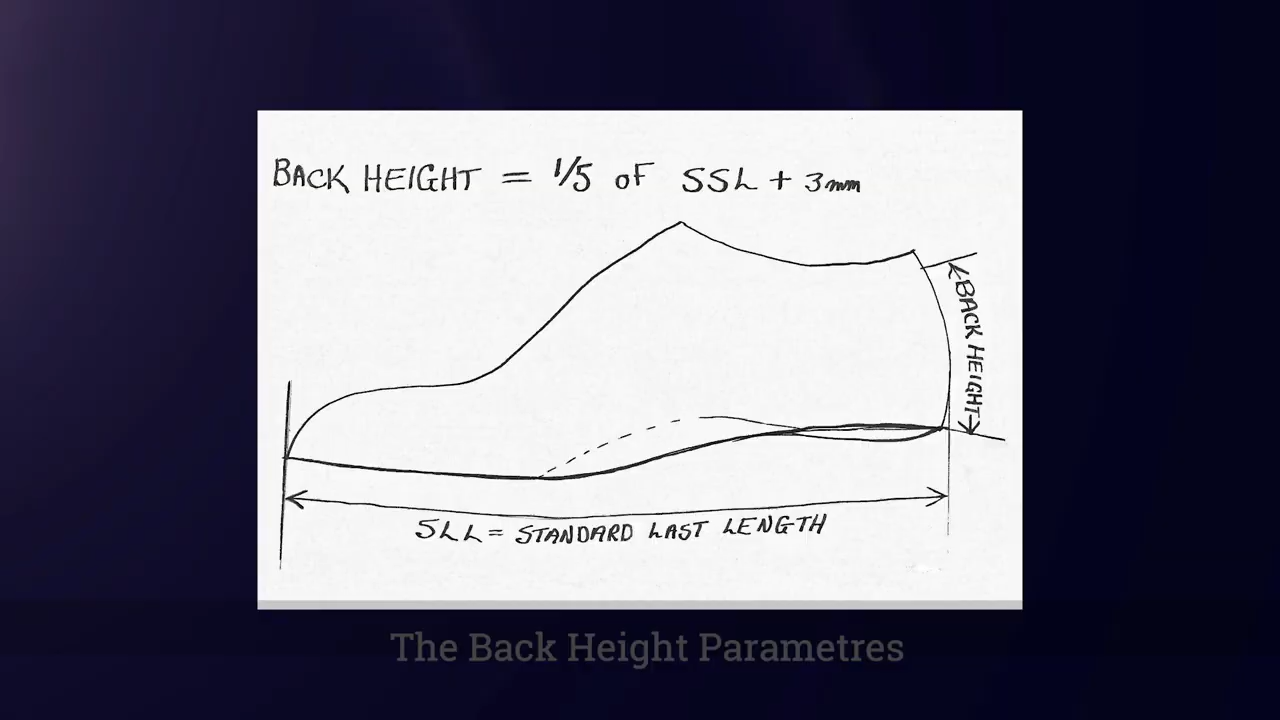 BACK HEIGHT = 1/5 OF SSL + 3mm
BACK HEIGHT
SLL = STANDARD LAST LENGTH
The Back Height Parametres